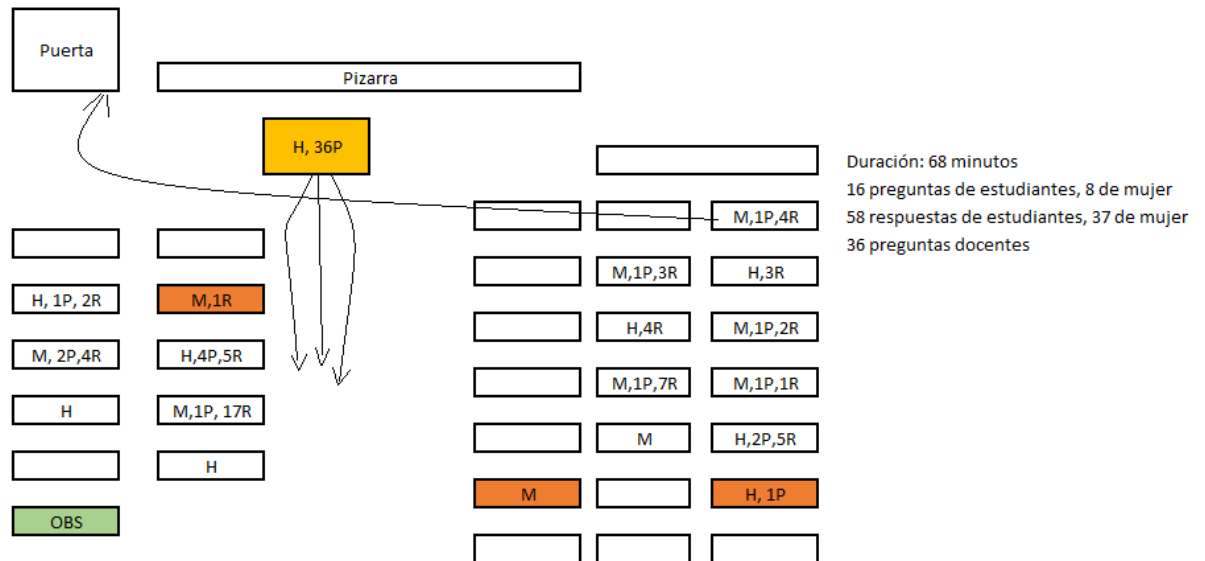 Puerta
Pizarra
H, 36P
Duración: 68 minutos
16 preguntas de estudiantes, 8 de mujer
M,1P,4R
58 respuestas de estudiantes, 37 de mujer
36 preguntas docentes
M,1P,3R
H,3R
H, 1P, 2R
M,1R
H,4R
M,1P,2R
M, 2P,4R
H,4P,5R
M,1P,7R
M,1P,1R
H
M,1P, 17R
M
H,2P,5R
H
M
H, 1P
OBS